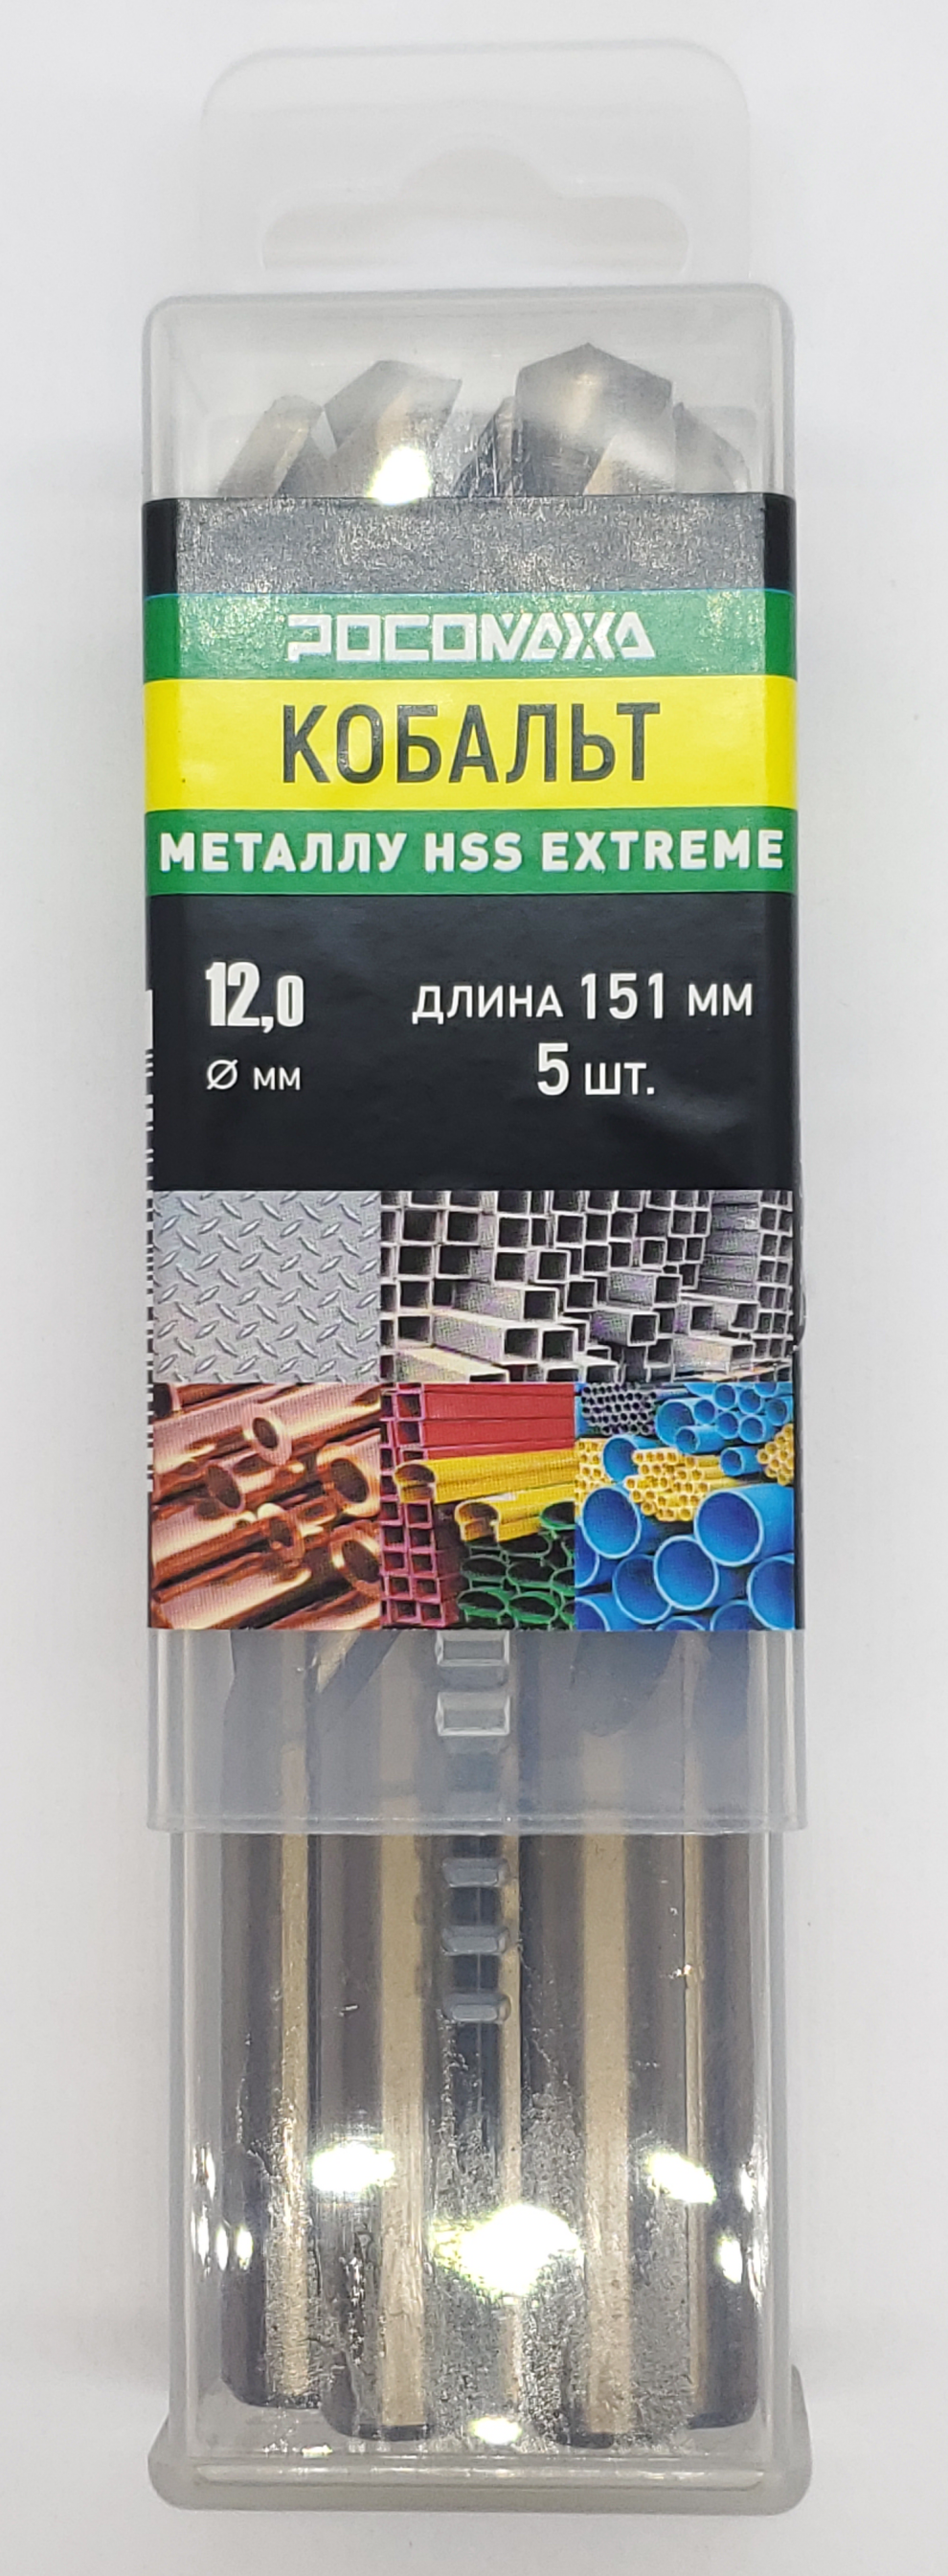 РОСОМАХА
КОБАЛЬТ
МЕТАЛЛУ HSS EXTREME
12,0
Ø мм
ДЛИНА 151 мм
5 шт.